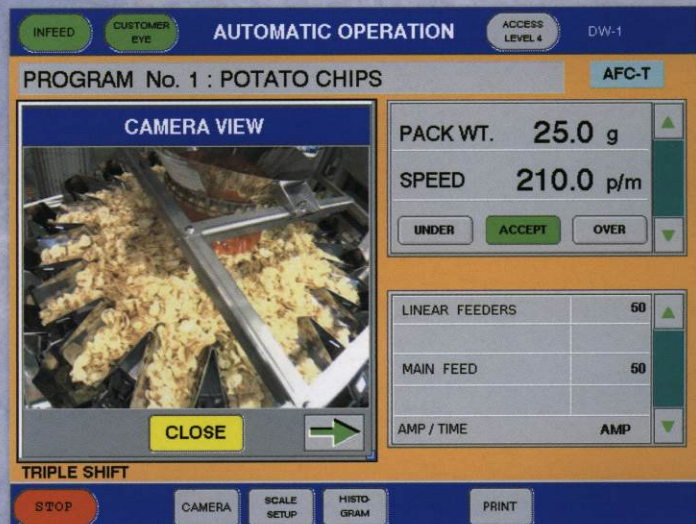 INFEED
CUSTOMER
EYE
AUTOMATIC OPERATION
ACCESS
LEVEL 4
DW-1
PROGRAM No. 1 : POTATO CHIPS
AFC-T
CAMERA VIEW
CLOSE
PACK WT. 25.0 g
SPEED 210.0 p/m
UNDER
ACCEPT
OVER
LINEAR FEEDERS 50
MAIN FEED 50
AMP / TIME AMP
TRIPLE SHIFT
STOP
CAMERA
SCALE
SETUP
HISTO-
GRAM
PRINT